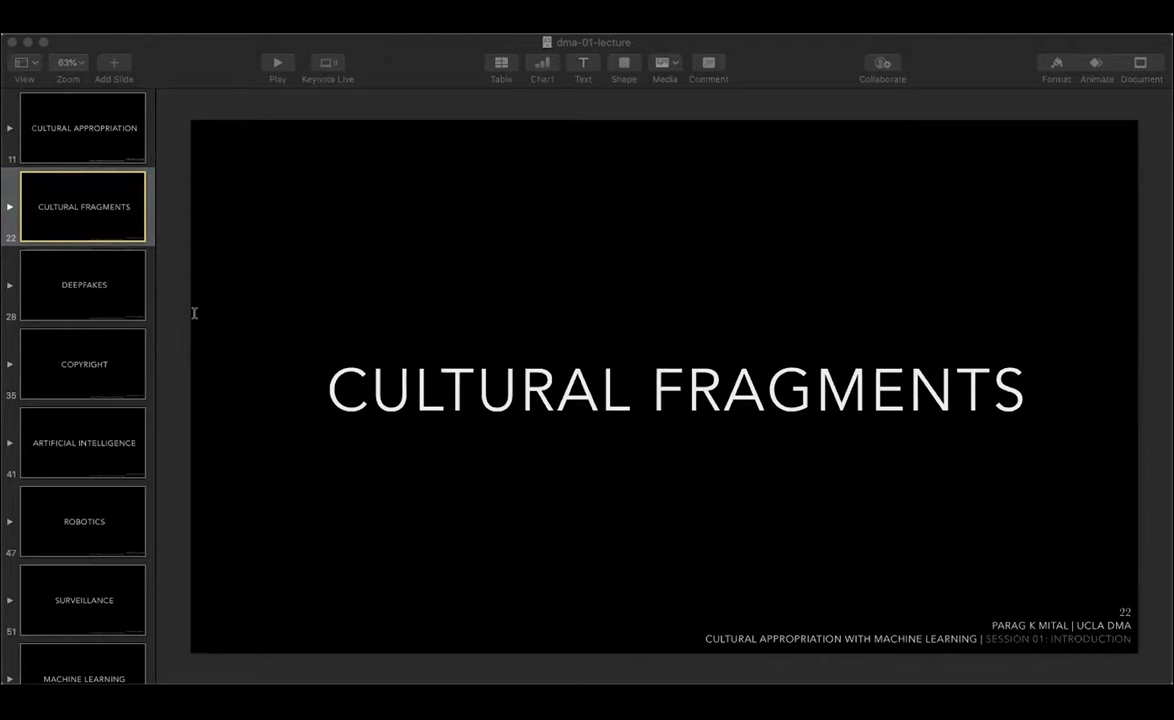 dma-01-lecture
63%
View
Zoom
Add Slide
Play
Keynote Live
Table
Chart
Text
Shape
Media
Comment
Collaborate
Format
Animate
Document
CULTURAL APPROPRIATION
11
CULTURAL FRAGMENTS
22
DEEPFAKES
28
COPYRIGHT
35
ARTIFICIAL INTELLIGENCE
41
ROBOTICS
47
SURVEILLANCE
51
MACHINE LEARNING
CULTURAL FRAGMENTS
22
PARAG K MITAL | UCLA DMA
CULTURAL APPROPRIATION WITH MACHINE LEARNING | SESSION 01: INTRODUCTION